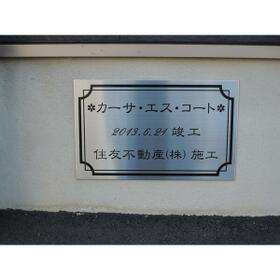 ✲カーサ・エス・コート✲
2013.6.21 竣工
住友不動産(株) 施工